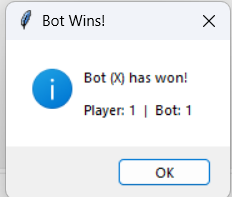 Bot Wins!
Bot (X) has won!
Player: 1 | Bot: 1
OK